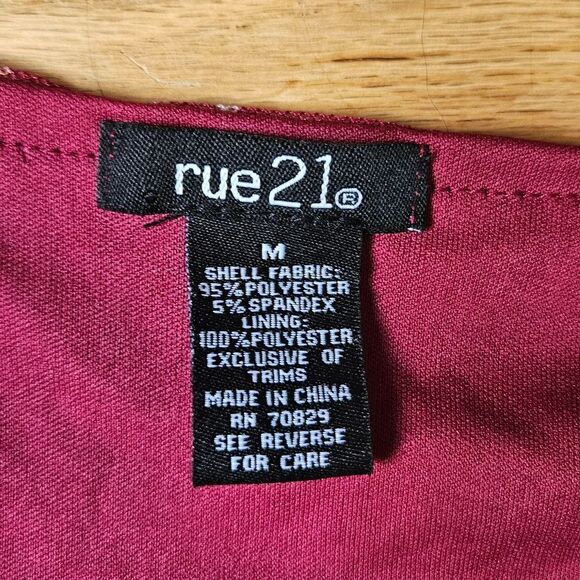 rue21®
M
SHELL FABRIC:
95%POLYESTER
5%SPANDEX
LINING:
100%POLYESTER
EXCLUSIVE OF
TRIMS
MADE IN CHINA
RN 70829
SEE REVERSE
FOR CARE